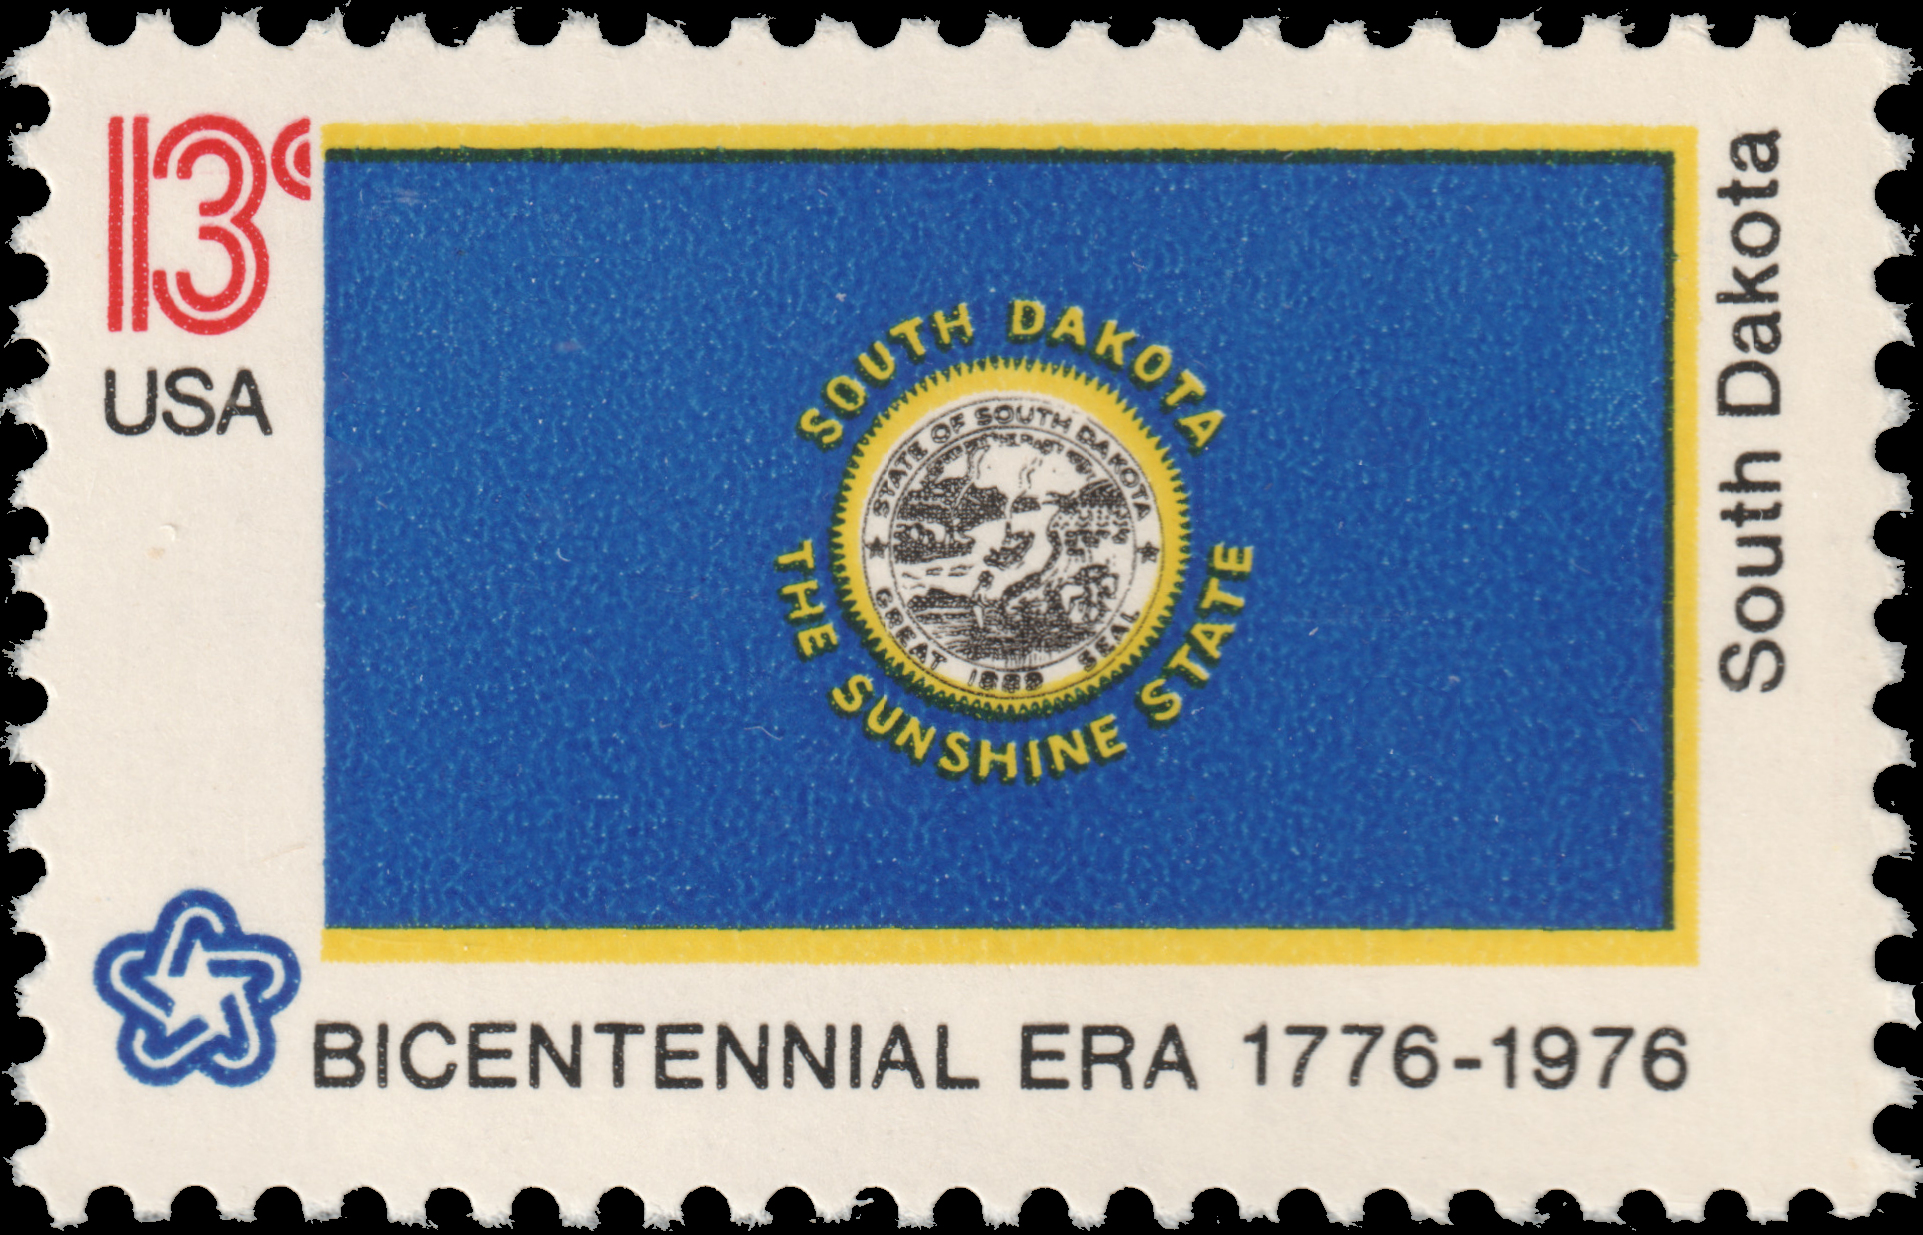 13c
USA
SOUTH DAKOTA
STATE OF SOUTH DAKOTA
GREAT SEAL
1889
THE SUNSHINE STATE
South Dakota
BICENTENNIAL ERA 1776-1976